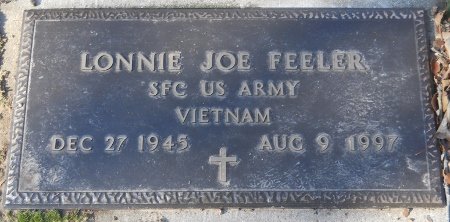 LONNIE JOE FEELER
SFC US ARMY
VIETNAM
DEC 27 1945 AUG 9 1997